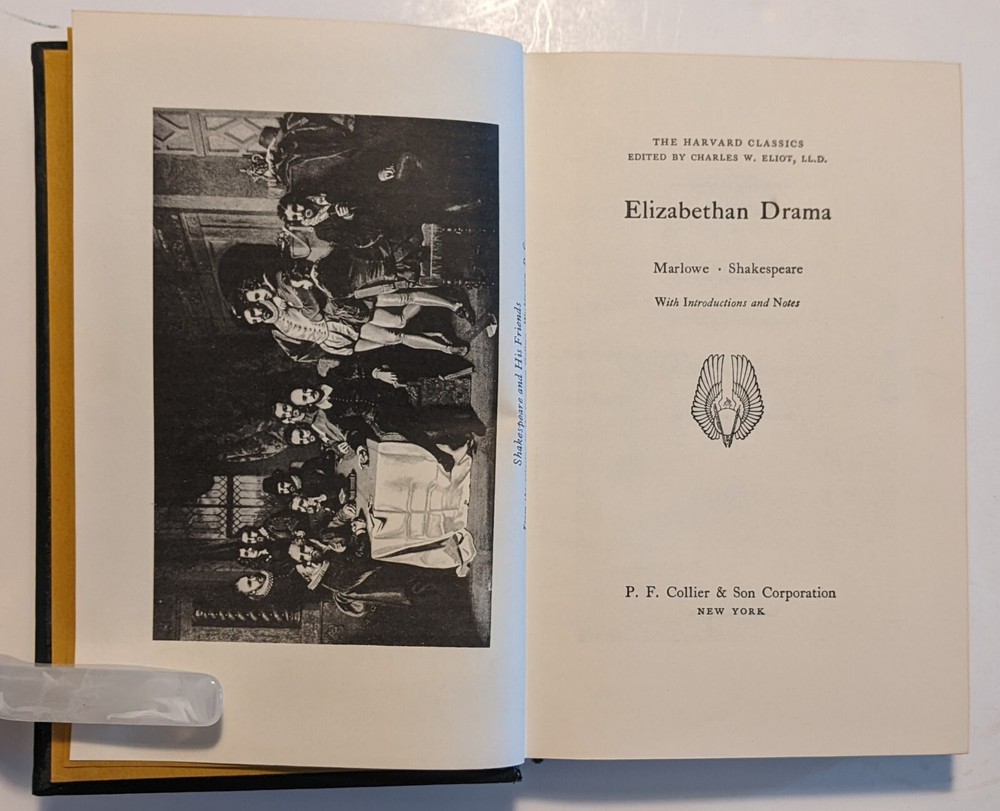 Shakespeare and His Friends
THE HARVARD CLASSICS
EDITED BY CHARLES W. ELIOT, LL.D.
Elizabethan Drama
Marlowe · Shakespeare
With Introductions and Notes
P. F. Collier & Son Corporation
NEW YORK